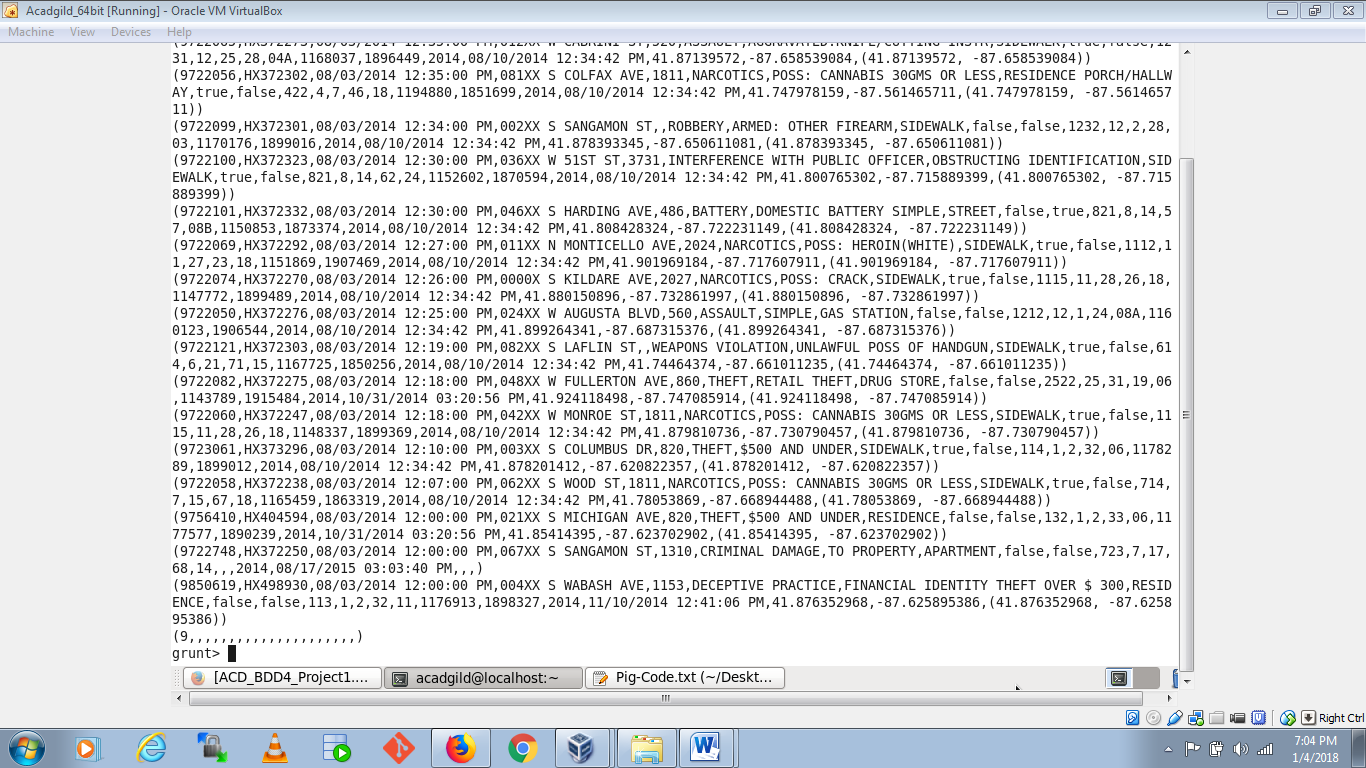 Acadgild_64bit [Running] - Oracle VM VirtualBox
Machine View Devices Help
31,12,25,28,04A,1168037,1896449,2014,08/10/2014 12:34:42 PM,41.87139572,-87.658539084,(41.87139572, -87.658539084))
(9722056,HX372302,08/03/2014 12:35:00 PM,081XX S COLFAX AVE,1811,NARCOTICS,POSS: CANNABIS 30GMS OR LESS,RESIDENCE PORCH/HALLW
AY,true,false,422,4,7,46,18,1194880,1851699,2014,08/10/2014 12:34:42 PM,41.747978159,-87.561465711,(41.747978159, -87.5614657
11))
(9722099,HX372301,08/03/2014 12:34:00 PM,002XX S SANGAMON ST,,ROBBERY,ARMED: OTHER FIREARM,SIDEWALK,false,false,1232,12,2,28,
03,1170176,1899016,2014,08/10/2014 12:34:42 PM,41.878393345,-87.650611081,(41.878393345, -87.650611081))
(9722100,HX372323,08/03/2014 12:30:00 PM,036XX W 51ST ST,3731,INTERFERENCE WITH PUBLIC OFFICER,OBSTRUCTING IDENTIFICATION,SID
EWALK,true,false,821,8,14,62,24,1152602,1870594,2014,08/10/2014 12:34:42 PM,41.800765302,-87.715889399,(41.800765302, -87.715
889399))
(9722101,HX372332,08/03/2014 12:30:00 PM,046XX S HARDING AVE,486,BATTERY,DOMESTIC BATTERY SIMPLE,STREET,false,true,821,8,14,5
7,08B,1150853,1873374,2014,08/10/2014 12:34:42 PM,41.808428324,-87.722231149,(41.808428324, -87.722231149))
(9722069,HX372292,08/03/2014 12:27:00 PM,011XX N MONTICELLO AVE,2024,NARCOTICS,POSS: HEROIN(WHITE),SIDEWALK,true,false,1112,1
1,27,23,18,1151869,1907469,2014,08/10/2014 12:34:42 PM,41.901969184,-87.717607911,(41.901969184, -87.717607911))
(9722074,HX372270,08/03/2014 12:26:00 PM,0000X S KILDARE AVE,2027,NARCOTICS,POSS: CRACK,SIDEWALK,true,false,1115,11,28,26,18,
1147772,1899489,2014,08/10/2014 12:34:42 PM,41.880150896,-87.732861997,(41.880150896, -87.732861997))
(9722050,HX372276,08/03/2014 12:25:00 PM,024XX W AUGUSTA BLVD,560,ASSAULT,SIMPLE,GAS STATION,false,false,1212,12,1,24,08A,116
0123,1906544,2014,08/10/2014 12:34:42 PM,41.899264341,-87.687315376,(41.899264341, -87.687315376))
(9722121,HX372303,08/03/2014 12:19:00 PM,082XX S LAFLIN ST,,WEAPONS VIOLATION,UNLAWFUL POSS OF HANDGUN,SIDEWALK,true,false,61
4,6,21,71,15,1167725,1850256,2014,08/10/2014 12:34:42 PM,41.74464374,-87.661011235,(41.74464374, -87.661011235))
(9722082,HX372275,08/03/2014 12:18:00 PM,048XX W FULLERTON AVE,860,THEFT,RETAIL THEFT,DRUG STORE,false,false,2522,25,31,19,06
,1143789,1915484,2014,10/31/2014 03:20:56 PM,41.924118498,-87.747085914,(41.924118498, -87.747085914))
(9722060,HX372247,08/03/2014 12:18:00 PM,042XX W MONROE ST,1811,NARCOTICS,POSS: CANNABIS 30GMS OR LESS,SIDEWALK,true,false,11
15,11,28,26,18,1148337,1899369,2014,08/10/2014 12:34:42 PM,41.879810736,-87.730790457,(41.879810736, -87.730790457))
(9723061,HX373296,08/03/2014 12:10:00 PM,003XX S COLUMBUS DR,820,THEFT,$500 AND UNDER,SIDEWALK,true,false,114,1,2,32,06,11782
89,1899012,2014,08/10/2014 12:34:42 PM,41.878201412,-87.620822357,(41.878201412, -87.620822357))
(9722058,HX372238,08/03/2014 12:07:00 PM,062XX S WOOD ST,1811,NARCOTICS,POSS: CANNABIS 30GMS OR LESS,SIDEWALK,true,false,714,
7,15,67,18,1165459,1863319,2014,08/10/2014 12:34:42 PM,41.78053869,-87.668944488,(41.78053869, -87.668944488))
(9756410,HX404594,08/03/2014 12:00:00 PM,021XX S MICHIGAN AVE,820,THEFT,$500 AND UNDER,RESIDENCE,false,false,132,1,2,33,06,11
77577,1890239,2014,10/31/2014 03:20:56 PM,41.85414395,-87.623702902,(41.85414395, -87.623702902))
(9722748,HX372250,08/03/2014 12:00:00 PM,067XX S SANGAMON ST,1310,CRIMINAL DAMAGE,TO PROPERTY,APARTMENT,false,false,723,7,17,
68,14,,,2014,08/17/2015 03:03:40 PM,,,)
(9850619,HX498930,08/03/2014 12:00:00 PM,004XX S WABASH AVE,1153,DECEPTIVE PRACTICE,FINANCIAL IDENTITY THEFT OVER $ 300,RESID
ENCE,false,false,113,1,2,32,11,1176913,1898327,2014,11/10/2014 12:41:06 PM,41.876352968,-87.625895386,(41.876352968, -87.6258
95386))
(9,,,,,,,,,,,,,,,,,,,,,)
grunt>
[ACD_BDD4_Project1.... acadgild@localhost:~ Pig-Code.txt (~/Deskt...
Right Ctrl
7:04 PM
1/4/2018